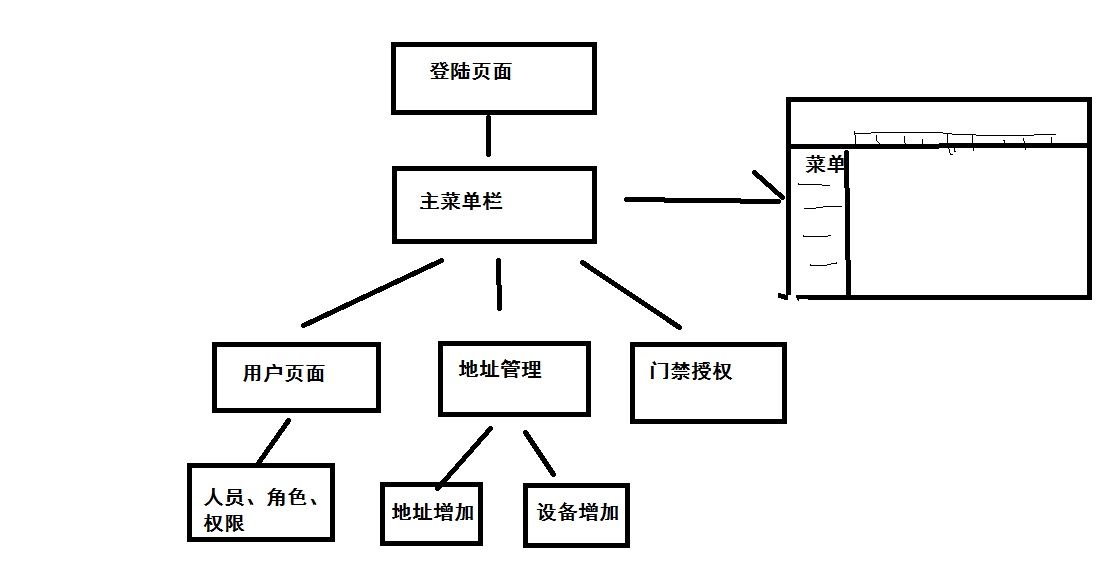 登陆页面
主菜单栏
菜单
用户页面
地址管理
门禁授权
人员、角色、
权限
地址增加
设备增加